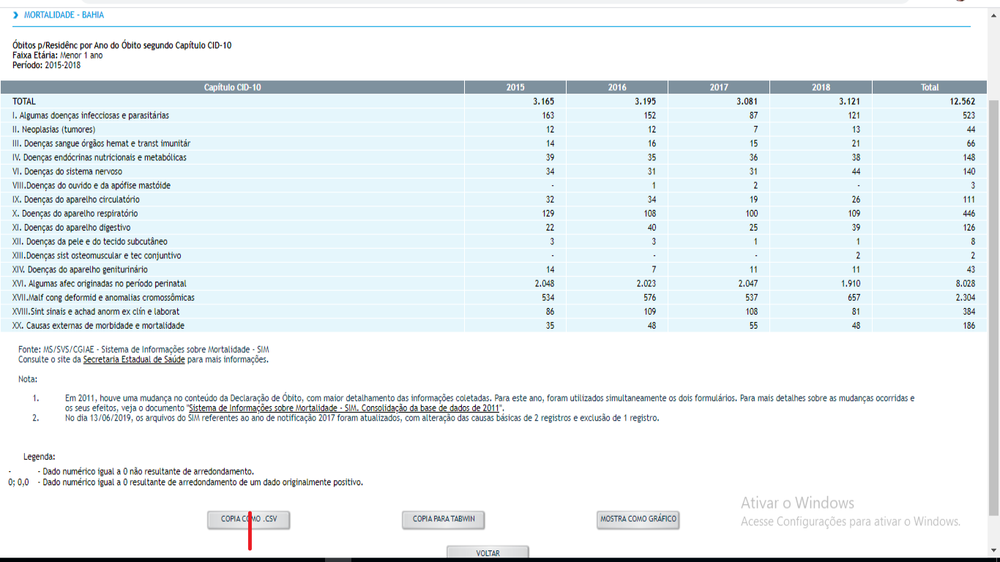 MORTALIDADE - BAHIA
Óbitos p/Residênc por Ano do Óbito segundo Capítulo CID-10
Faixa Etária: Menor 1 ano
Período: 2015-2018
Capítulo CID-10 2015 2016 2017 2018 Total
TOTAL 3.165 3.195 3.081 3.121 12.562
I. Algumas doenças infecciosas e parasitárias 163 152 87 121 523
II. Neoplasias (tumores) 12 12 7 13 44
III. Doenças sangue órgãos hemat e transt imunitár 14 16 15 21 66
IV. Doenças endócrinas nutricionais e metabólicas 39 35 36 38 148
VI. Doenças do sistema nervoso 34 31 31 44 140
VIII.Doenças do ouvido e da apófise mastóide - 1 2 - 3
IX. Doenças do aparelho circulatório 32 34 19 26 111
X. Doenças do aparelho respiratório 129 108 100 109 446
XI. Doenças do aparelho digestivo 22 40 25 39 126
XII. Doenças da pele e do tecido subcutâneo 3 3 1 1 8
XIII.Doenças sist osteomuscular e tec conjuntivo - - - 2 2
XIV. Doenças do aparelho geniturinário 14 7 11 11 43
XVI. Algumas afec originadas no período perinatal 2.048 2.023 2.047 1.910 8.028
XVII.Malf cong deformid e anomalias cromossômicas 534 576 537 657 2.304
XVIII.Sint sinais e achad anorm ex clín e laborat 86 109 108 81 384
XX. Causas externas de morbidade e mortalidade 35 48 55 48 186
Fonte: MS/SVS/CGIAE - Sistema de Informações sobre Mortalidade - SIM
Consulte o site da Secretaria Estadual de Saúde para mais informações.
Nota:
1. Em 2011, houve uma mudança no conteúdo da Declaração de Óbito, com maior detalhamento das informações coletadas. Para este ano, foram utilizados simultaneamente os dois formulários. Para mais detalhes sobre as mudanças ocorridas e
os seus efeitos, veja o documento "Sistema de Informações sobre Mortalidade - SIM. Consolidação da base de dados de 2011".
2. No dia 13/06/2019, os arquivos do SIM referentes ao ano de notificação 2017 foram atualizados, com alteração das causas básicas de 2 registros e exclusão de 1 registro.
Legenda:
- - Dado numérico igual a 0 não resultante de arredondamento.
0; 0,0 - Dado numérico igual a 0 resultante de arredondamento de um dado originalmente positivo.
Ativar o Windows
Acesse Configurações para ativar o Windows.
COPIA COMO .CSV COPIA PARA TABWIN MOSTRA COMO GRÁFICO
VOLTAR